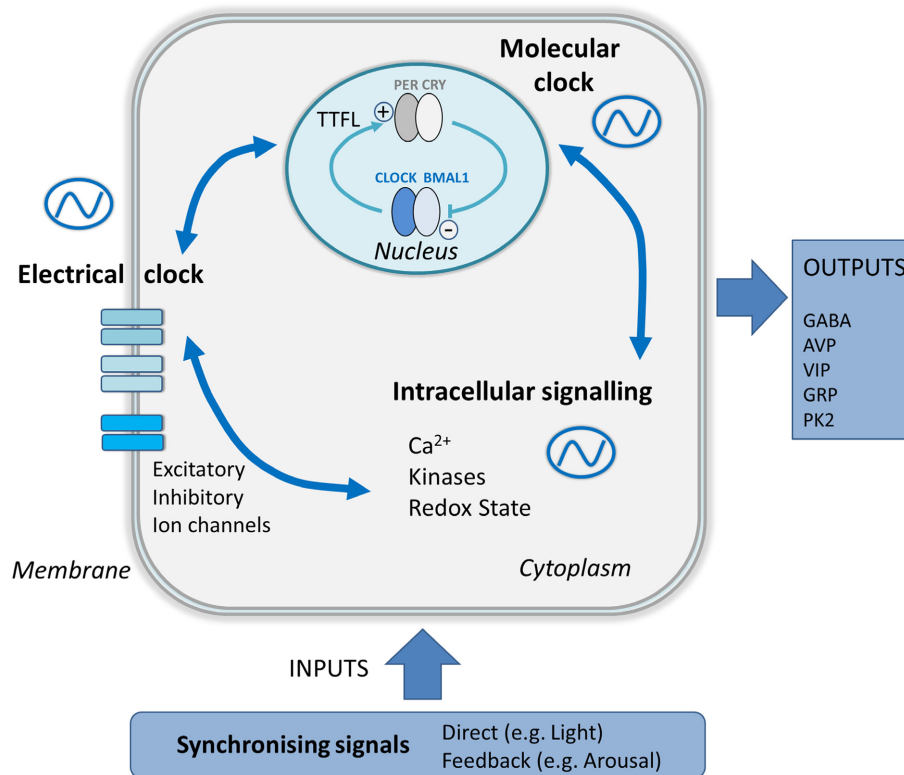 Molecular
clock
PER CRY
+
TTFL
CLOCK BMAL1
-
Nucleus
Electrical clock
OUTPUTS
GABA
AVP
VIP
GRP
PK2
Intracellular signalling
Ca²⁺
Kinases
Redox State
Excitatory
Inhibitory
Ion channels
Membrane
Cytoplasm
INPUTS
Synchronising signals
Direct (e.g. Light)
Feedback (e.g. Arousal)